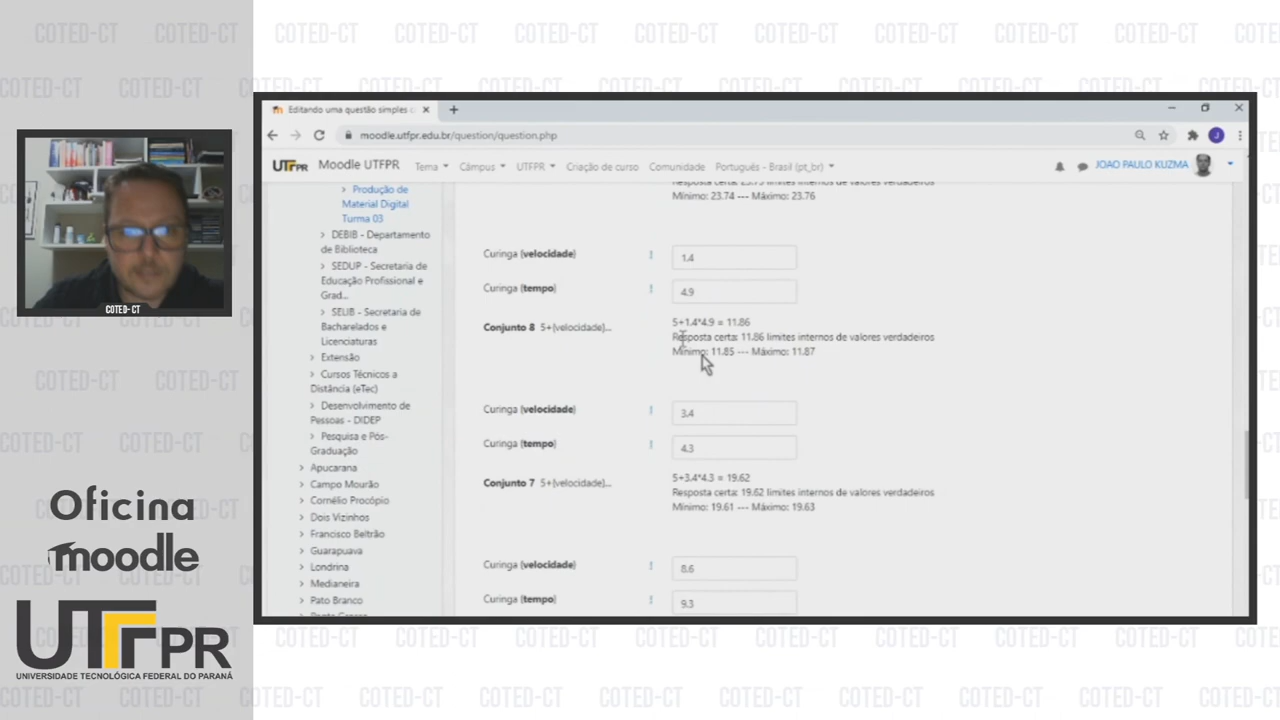 COTED-CT
Oficina
moodle
UTFPR
UNIVERSIDADE TECNOLÓGICA FEDERAL DO PARANÁ
Editando uma questão simples
moodle.utfpr.edu.br/question/question.php
J
UTFPR Moodle UTFPR Tema Câmpus UTFPR Criação de curso Comunidade Português - Brasil (pt_br) JOAO PAULO KUZMA
Produção de
Material Digital
Turma 03
DEBIB - Departamento
de Biblioteca
SEDUP - Secretaria de
Educação Profissional e
Grad...
SELIB - Secretaria de
Bacharelados e
Licenciaturas
Extensão
Cursos Técnicos a
Distância (eTec)
Desenvolvimento de
Pessoas - DIDEP
Pesquisa e Pós-
Graduação
Apucarana
Campo Mourão
Cornélio Procópio
Dois Vizinhos
Francisco Beltrão
Guarapuava
Londrina
Medianeira
Pato Branco
Mínimo: 23.74 --- Máximo: 23.76
Curinga {velocidade} 1.4
Curinga {tempo} 4.9
Conjunto 8 5+{velocidade}...
5+1.4*4.9 = 11.86
Resposta certa: 11.86 limites internos de valores verdadeiros
Mínimo: 11.85 --- Máximo: 11.87
Curinga {velocidade} 3.4
Curinga {tempo} 4.3
Conjunto 7 5+{velocidade}...
5+3.4*4.3 = 19.62
Resposta certa: 19.62 limites internos de valores verdadeiros
Mínimo: 19.61 --- Máximo: 19.63
Curinga {velocidade} 8.6
Curinga {tempo} 9.3